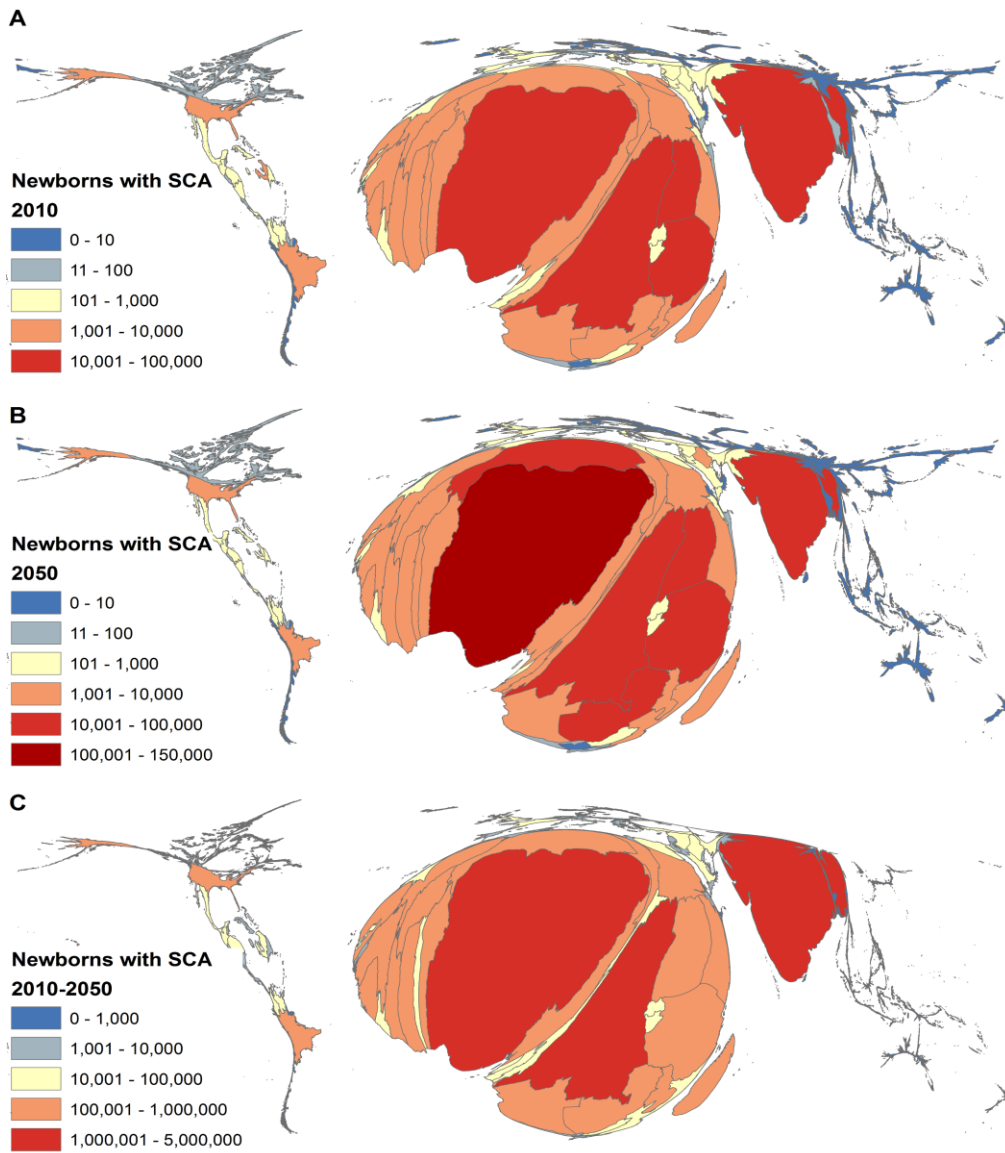 A
Newborns with SCA
2010
0 - 10
11 - 100
101 - 1,000
1,001 - 10,000
10,001 - 100,000
B
Newborns with SCA
2050
0 - 10
11 - 100
101 - 1,000
1,001 - 10,000
10,001 - 100,000
100,001 - 150,000
C
Newborns with SCA
2010-2050
0 - 1,000
1,001 - 10,000
10,001 - 100,000
100,001 - 1,000,000
1,000,001 - 5,000,000